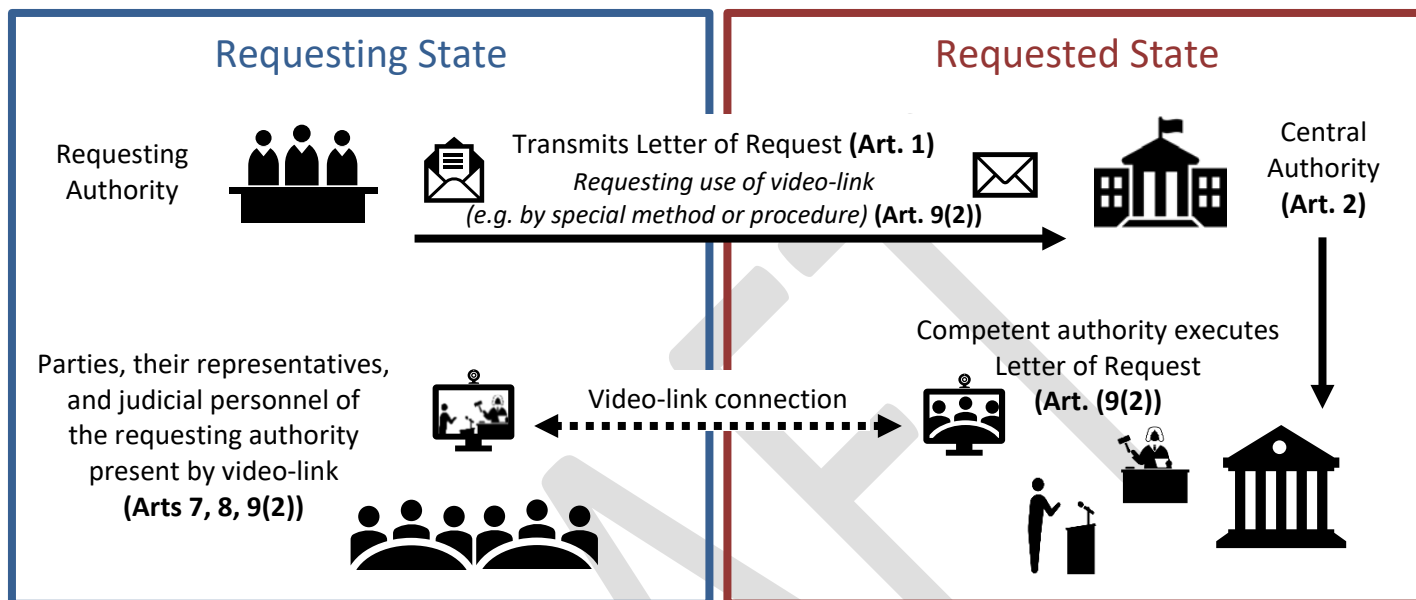 Requesting State
Requested State
Requesting
Authority
Transmits Letter of Request (Art. 1)
Requesting use of video-link
(e.g. by special method or procedure) (Art. 9(2))
Central
Authority
(Art. 2)
Parties, their representatives,
and judicial personnel of
the requesting authority
present by video-link
(Arts 7, 8, 9(2))
Video-link connection
Competent authority executes
Letter of Request
(Art. (9(2))